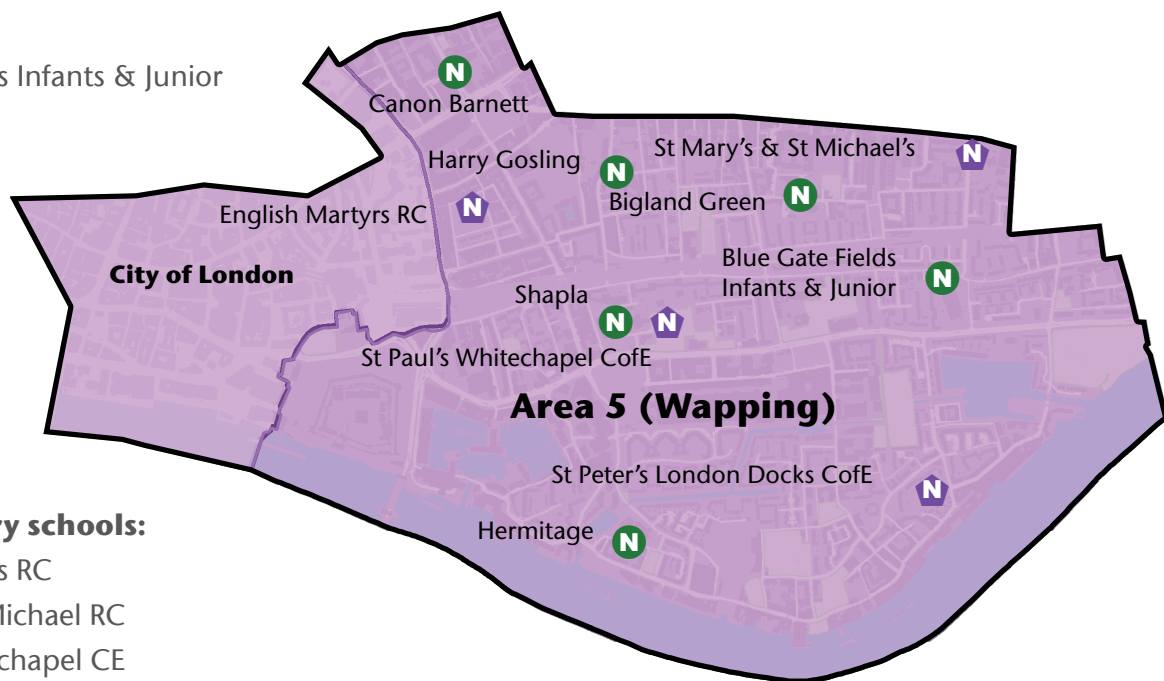 s Infants & Junior
N
Canon Barnett
Harry Gosling
N
St Mary's & St Michael's
N
English Martyrs RC
N
Bigland Green
N
City of London
Blue Gate Fields
Infants & Junior
N
Shapla
N
N
St Paul's Whitechapel CofE
Area 5 (Wapping)
St Peter's London Docks CofE
N
Hermitage
N
ry schools:
s RC
Michael RC
chapel CE